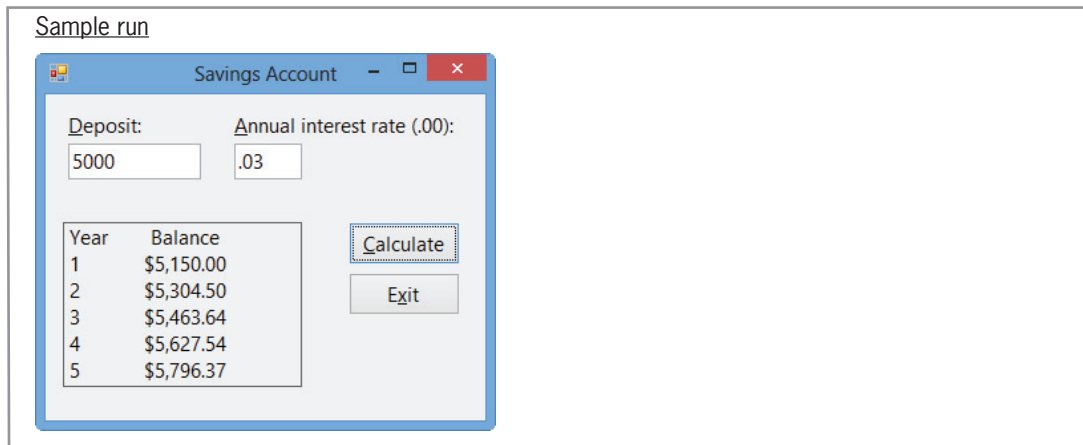 Sample run
Savings Account
Deposit: Annual interest rate (.00):
5000 .03
Year Balance
1 $5,150.00
2 $5,304.50
3 $5,463.64
4 $5,627.54
5 $5,796.37
Calculate
Exit